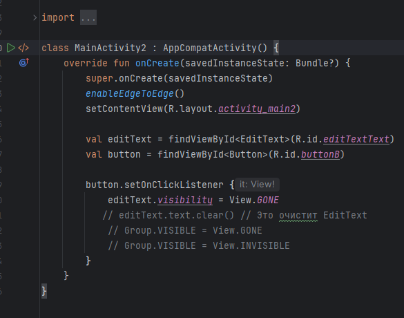 import ...
class MainActivity2 : AppCompatActivity() {
override fun onCreate(savedInstanceState: Bundle?) {
super.onCreate(savedInstanceState)
enableEdgeToEdge()
setContentView(R.layout.activity_main2)
val editText = findViewById<EditText>(R.id.editTextText)
val button = findViewById<Button>(R.id.button8)
button.setOnClickListener { it: View!
editText.visibility = View.GONE
// editText.text.clear() // Это очистит EditText
// Group.VISIBLE = View.GONE
// Group.VISIBLE = View.INVISIBLE
}
}
}